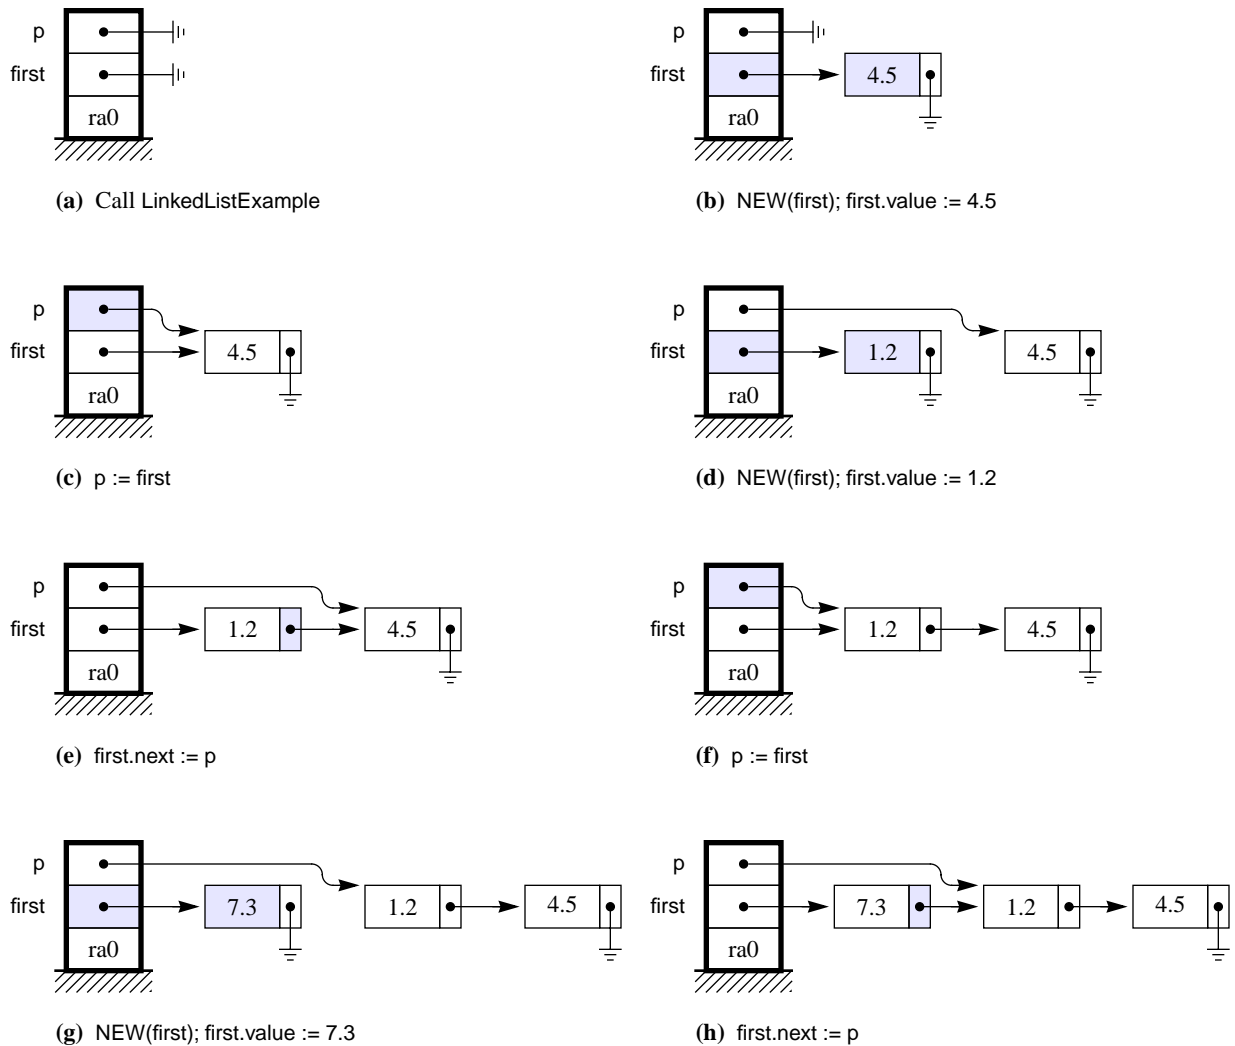 p
first
ra0
(a) Call LinkedListExample
p
first
4.5
ra0
(b) NEW(first); first.value := 4.5
p
first
4.5
ra0
(c) p := first
p
first
1.2
4.5
ra0
(d) NEW(first); first.value := 1.2
p
first
1.2
4.5
ra0
(e) first.next := p
p
first
1.2
4.5
ra0
(f) p := first
p
first
7.3
1.2
4.5
ra0
(g) NEW(first); first.value := 7.3
p
first
7.3
1.2
4.5
ra0
(h) first.next := p